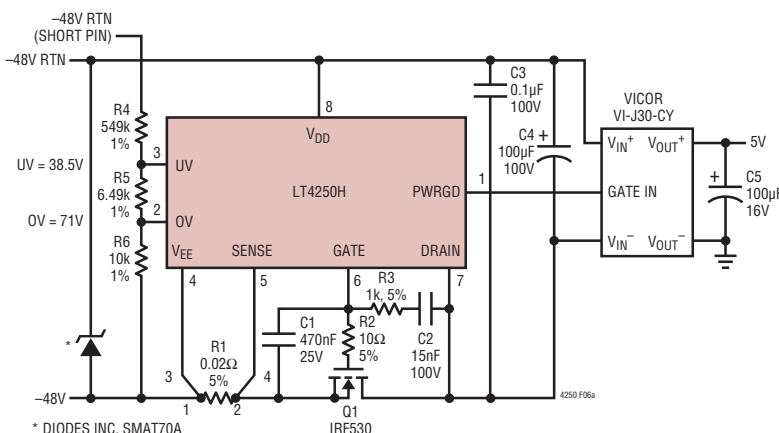 –48V RTN
(SHORT PIN)
–48V RTN
R4
549k
1%
UV = 38.5V
R5
6.49k
1%
OV = 71V
R6
10k
1%
*
–48V
* DIODES INC. SMAT70A
8
VDD
3
UV
LT4250H
PWRGD
1
2
OV
VEE
SENSE
GATE
DRAIN
4
5
6
7
R3
1k, 5%
C1
470nF
25V
R2
10Ω
5%
C2
15nF
100V
R1
0.02Ω
5%
3
4
1
2
Q1
IRF530
C3
0.1µF
100V
C4
100µF
100V
+
VICOR
VI-J30-CY
VIN+
VOUT+
5V
GATE IN
VIN–
VOUT–
+
C5
100µF
16V
4250 F06a